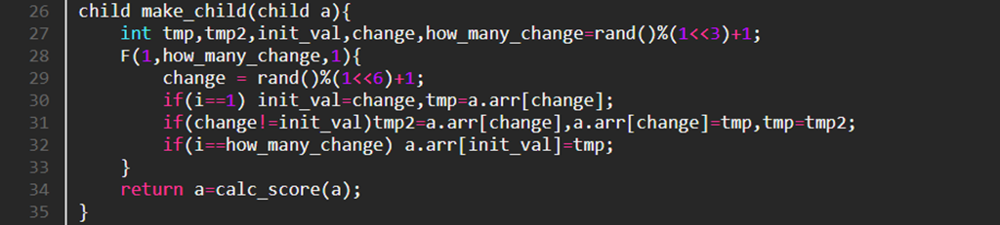 26 child make_child(child a){
27 int tmp,tmp2,init_val,change,how_many_change=rand()%(1<<3)+1;
28 F(1,how_many_change,1){
29 change = rand()%(1<<6)+1;
30 if(i==1) init_val=change,tmp=a.arr[change];
31 if(change!=init_val)tmp2=a.arr[change],a.arr[change]=tmp,tmp=tmp2;
32 if(i==how_many_change) a.arr[init_val]=tmp;
33 }
34 return a=calc_score(a);
35 }